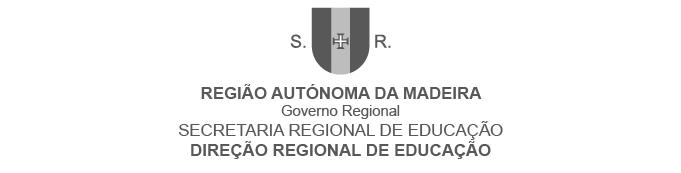 S. R.
REGIÃO AUTÓNOMA DA MADEIRA
Governo Regional
SECRETARIA REGIONAL DE EDUCAÇÃO
DIREÇÃO REGIONAL DE EDUCAÇÃO